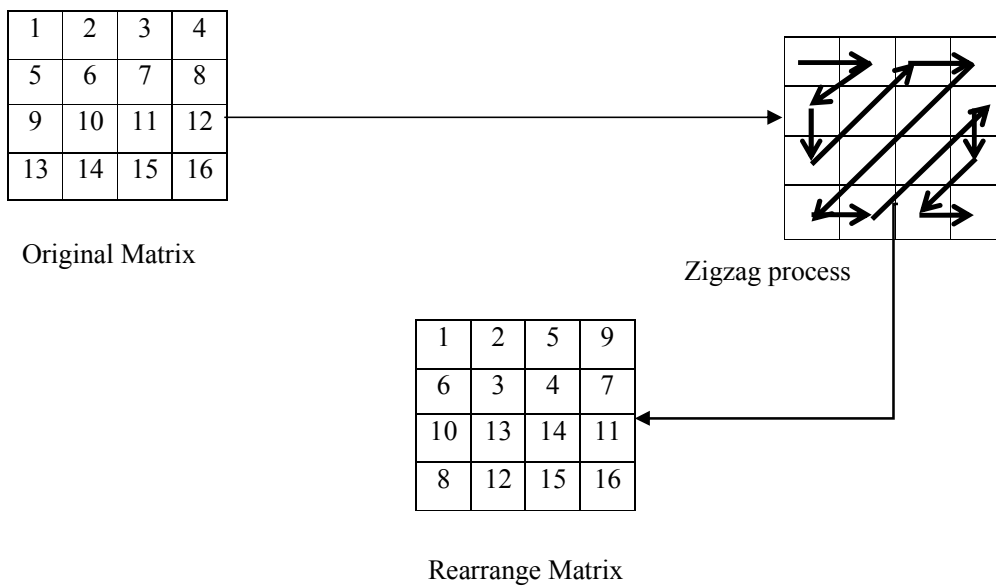 1 2 3 4
5 6 7 8
9 10 11 12
13 14 15 16
Original Matrix
Zigzag process
1 2 5 9
6 3 4 7
10 13 14 11
8 12 15 16
Rearrange Matrix